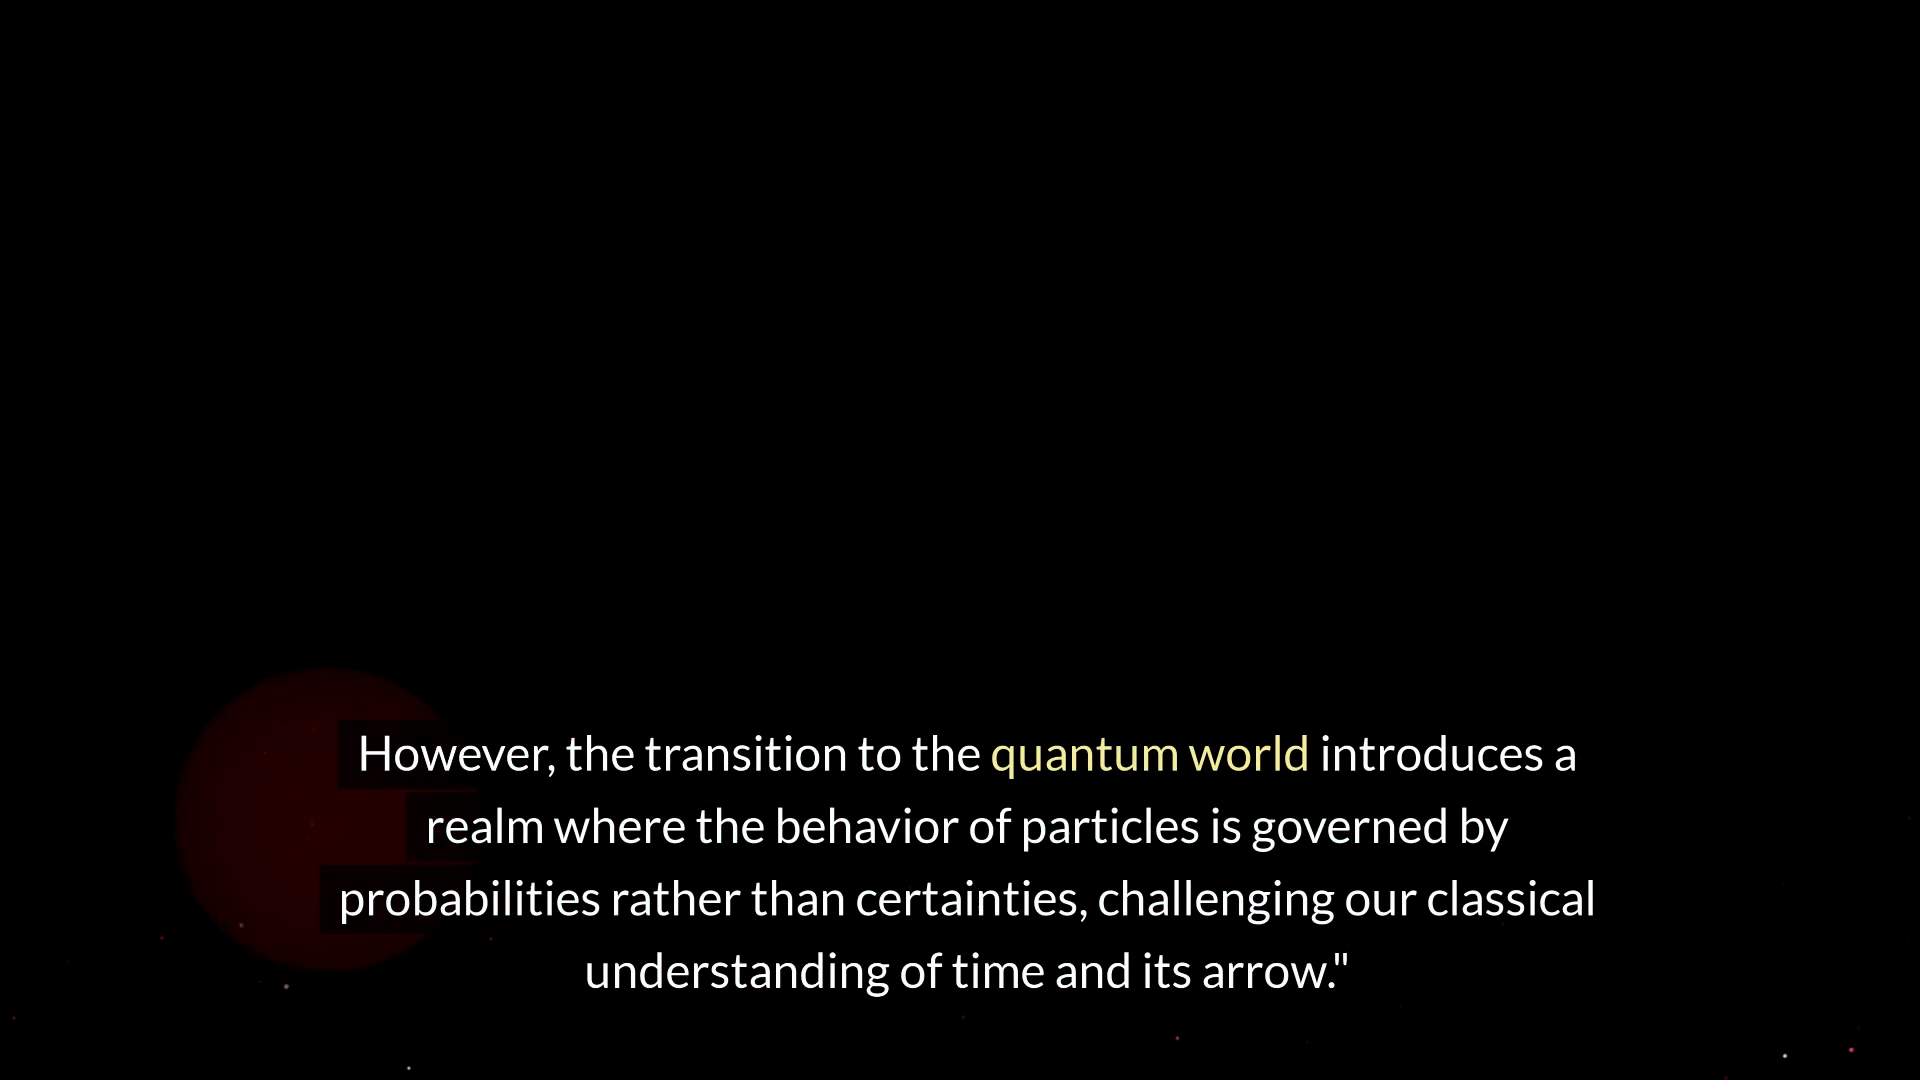 However, the transition to the quantum world introduces a
realm where the behavior of particles is governed by
probabilities rather than certainties, challenging our classical
understanding of time and its arrow."